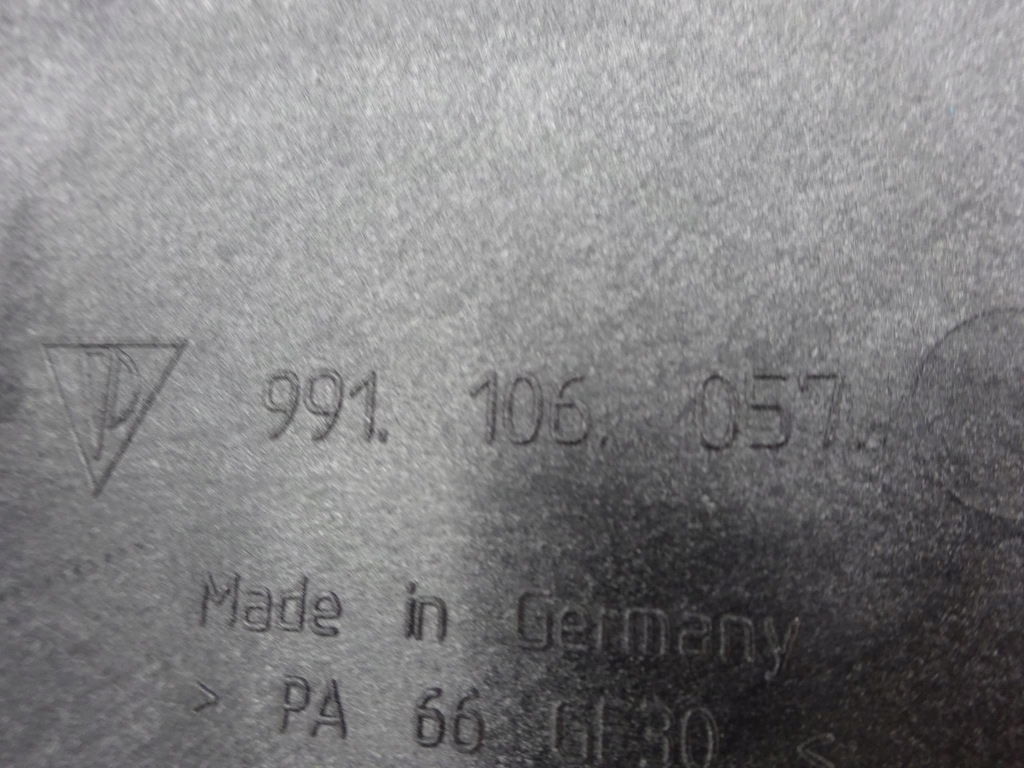 991. 106. 057.
Made in Germany
> PA 66 GF30 <